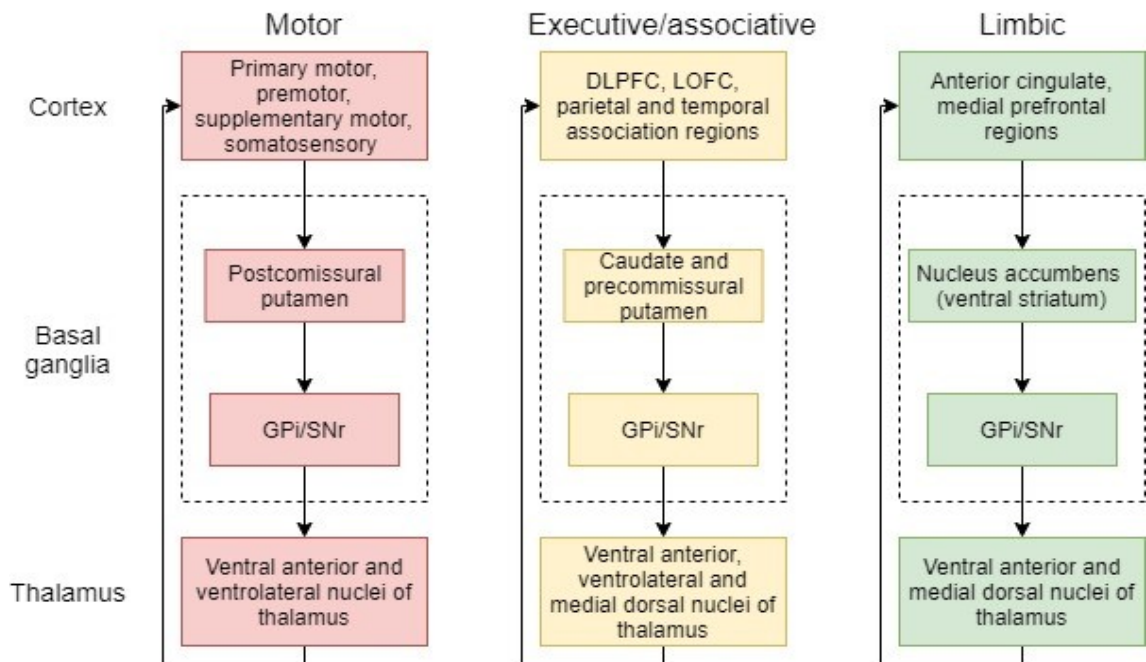 Motor
Executive/associative
Limbic
Cortex
Primary motor,
premotor,
supplementary motor,
somatosensory
DLPFC, LOFC,
parietal and temporal
association regions
Anterior cingulate,
medial prefrontal
regions
Basal
ganglia
Postcomissural
putamen
Caudate and
precommissural
putamen
Nucleus accumbens
(ventral striatum)
GPi/SNr
GPi/SNr
GPi/SNr
Thalamus
Ventral anterior and
ventrolateral nuclei of
thalamus
Ventral anterior,
ventrolateral and
medial dorsal nuclei of
thalamus
Ventral anterior and
medial dorsal nuclei of
thalamus